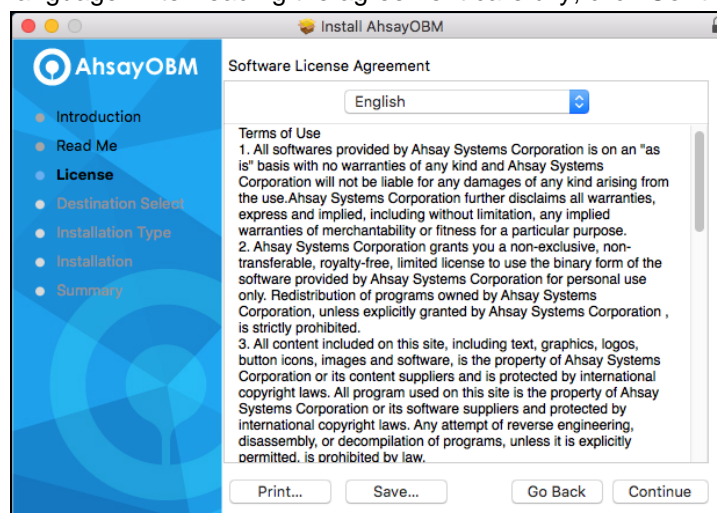 Install AhsayOBM
AhsayOBM
Software License Agreement
English
Introduction
Read Me
License
Destination Select
Installation Type
Installation
Summary
Terms of Use
1. All softwares provided by Ahsay Systems Corporation is on an "as
is" basis with no warranties of any kind and Ahsay Systems
Corporation will not be liable for any damages of any kind arising from
the use.Ahsay Systems Corporation further disclaims all warranties,
express and implied, including without limitation, any implied
warranties of merchantability or fitness for a particular purpose.
2. Ahsay Systems Corporation grants you a non-exclusive, non-
transferable, royalty-free, limited license to use the binary form of the
software provided by Ahsay Systems Corporation for personal use
only. Redistribution of programs owned by Ahsay Systems
Corporation, unless explicitly granted by Ahsay Systems Corporation ,
is strictly prohibited.
3. All content included on this site, including text, graphics, logos,
button icons, images and software, is the property of Ahsay Systems
Corporation or its content suppliers and is protected by international
copyright laws. All program used on this site is the property of Ahsay
Systems Corporation or its software suppliers and protected by
international copyright laws. Any attempt of reverse engineering,
disassembly, or decompilation of programs, unless it is explicitly
permitted, is prohibited by law.
Print...
Save...
Go Back
Continue